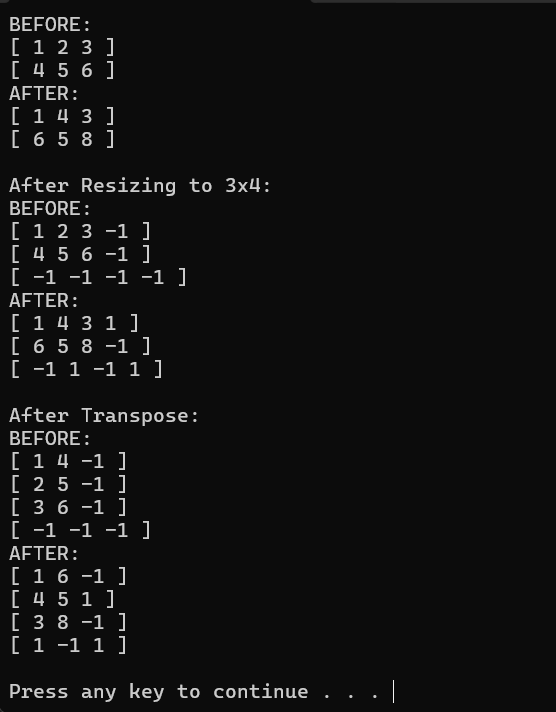 BEFORE:
[ 1 2 3 ]
[ 4 5 6 ]
AFTER:
[ 1 4 3 ]
[ 6 5 8 ]
After Resizing to 3x4:
BEFORE:
[ 1 2 3 -1 ]
[ 4 5 6 -1 ]
[ -1 -1 -1 -1 ]
AFTER:
[ 1 4 3 1 ]
[ 6 5 8 -1 ]
[ -1 1 -1 1 ]
After Transpose:
BEFORE:
[ 1 4 -1 ]
[ 2 5 -1 ]
[ 3 6 -1 ]
[ -1 -1 -1 ]
AFTER:
[ 1 6 -1 ]
[ 4 5 1 ]
[ 3 8 -1 ]
[ 1 -1 1 ]
Press any key to continue . . .